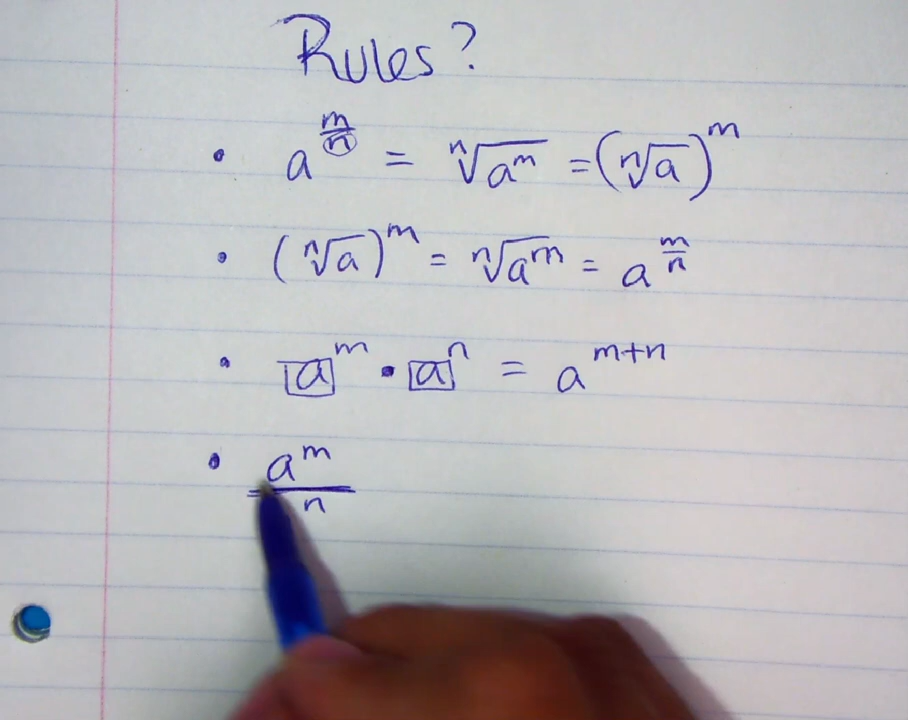 Rules?
• a^(m/n) = ⁿ√(a^m) = (ⁿ√a)^m
• (ⁿ√a)^m = ⁿ√(a^m) = a^(m/n)
• a^m • a^n = a^(m+n)
• a^m / n